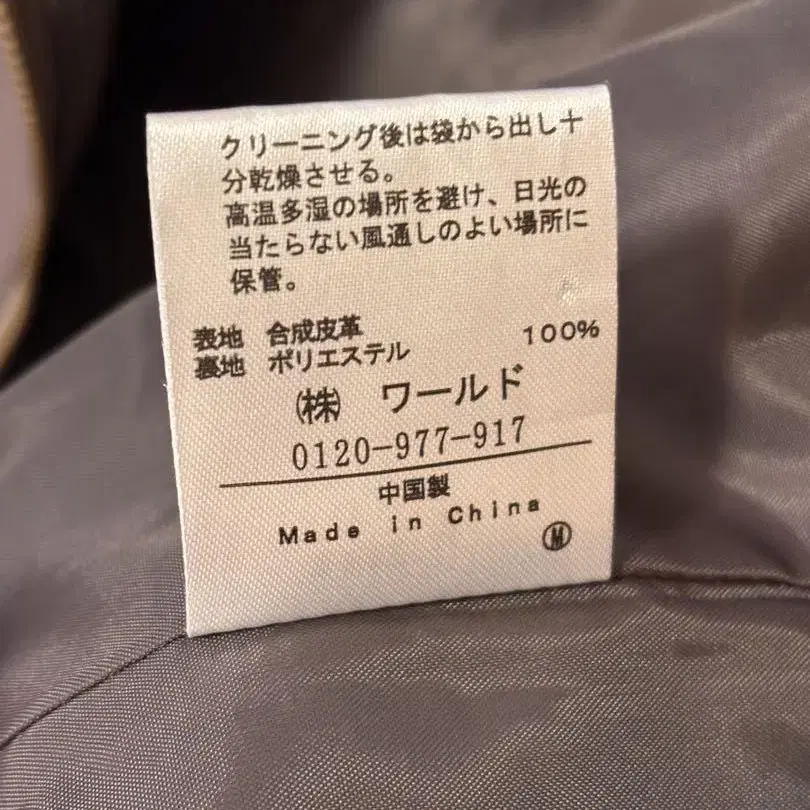 クリーニング後は袋から出し十
分乾燥させる。
高温多湿の場所を避け、日光の
当たらない風通しのよい場所に
保管。
表地 合成皮革
裏地 ポリエステル 100%
㈱ ワールド
0120-977-917
中国製
Made in China
Ⓜ